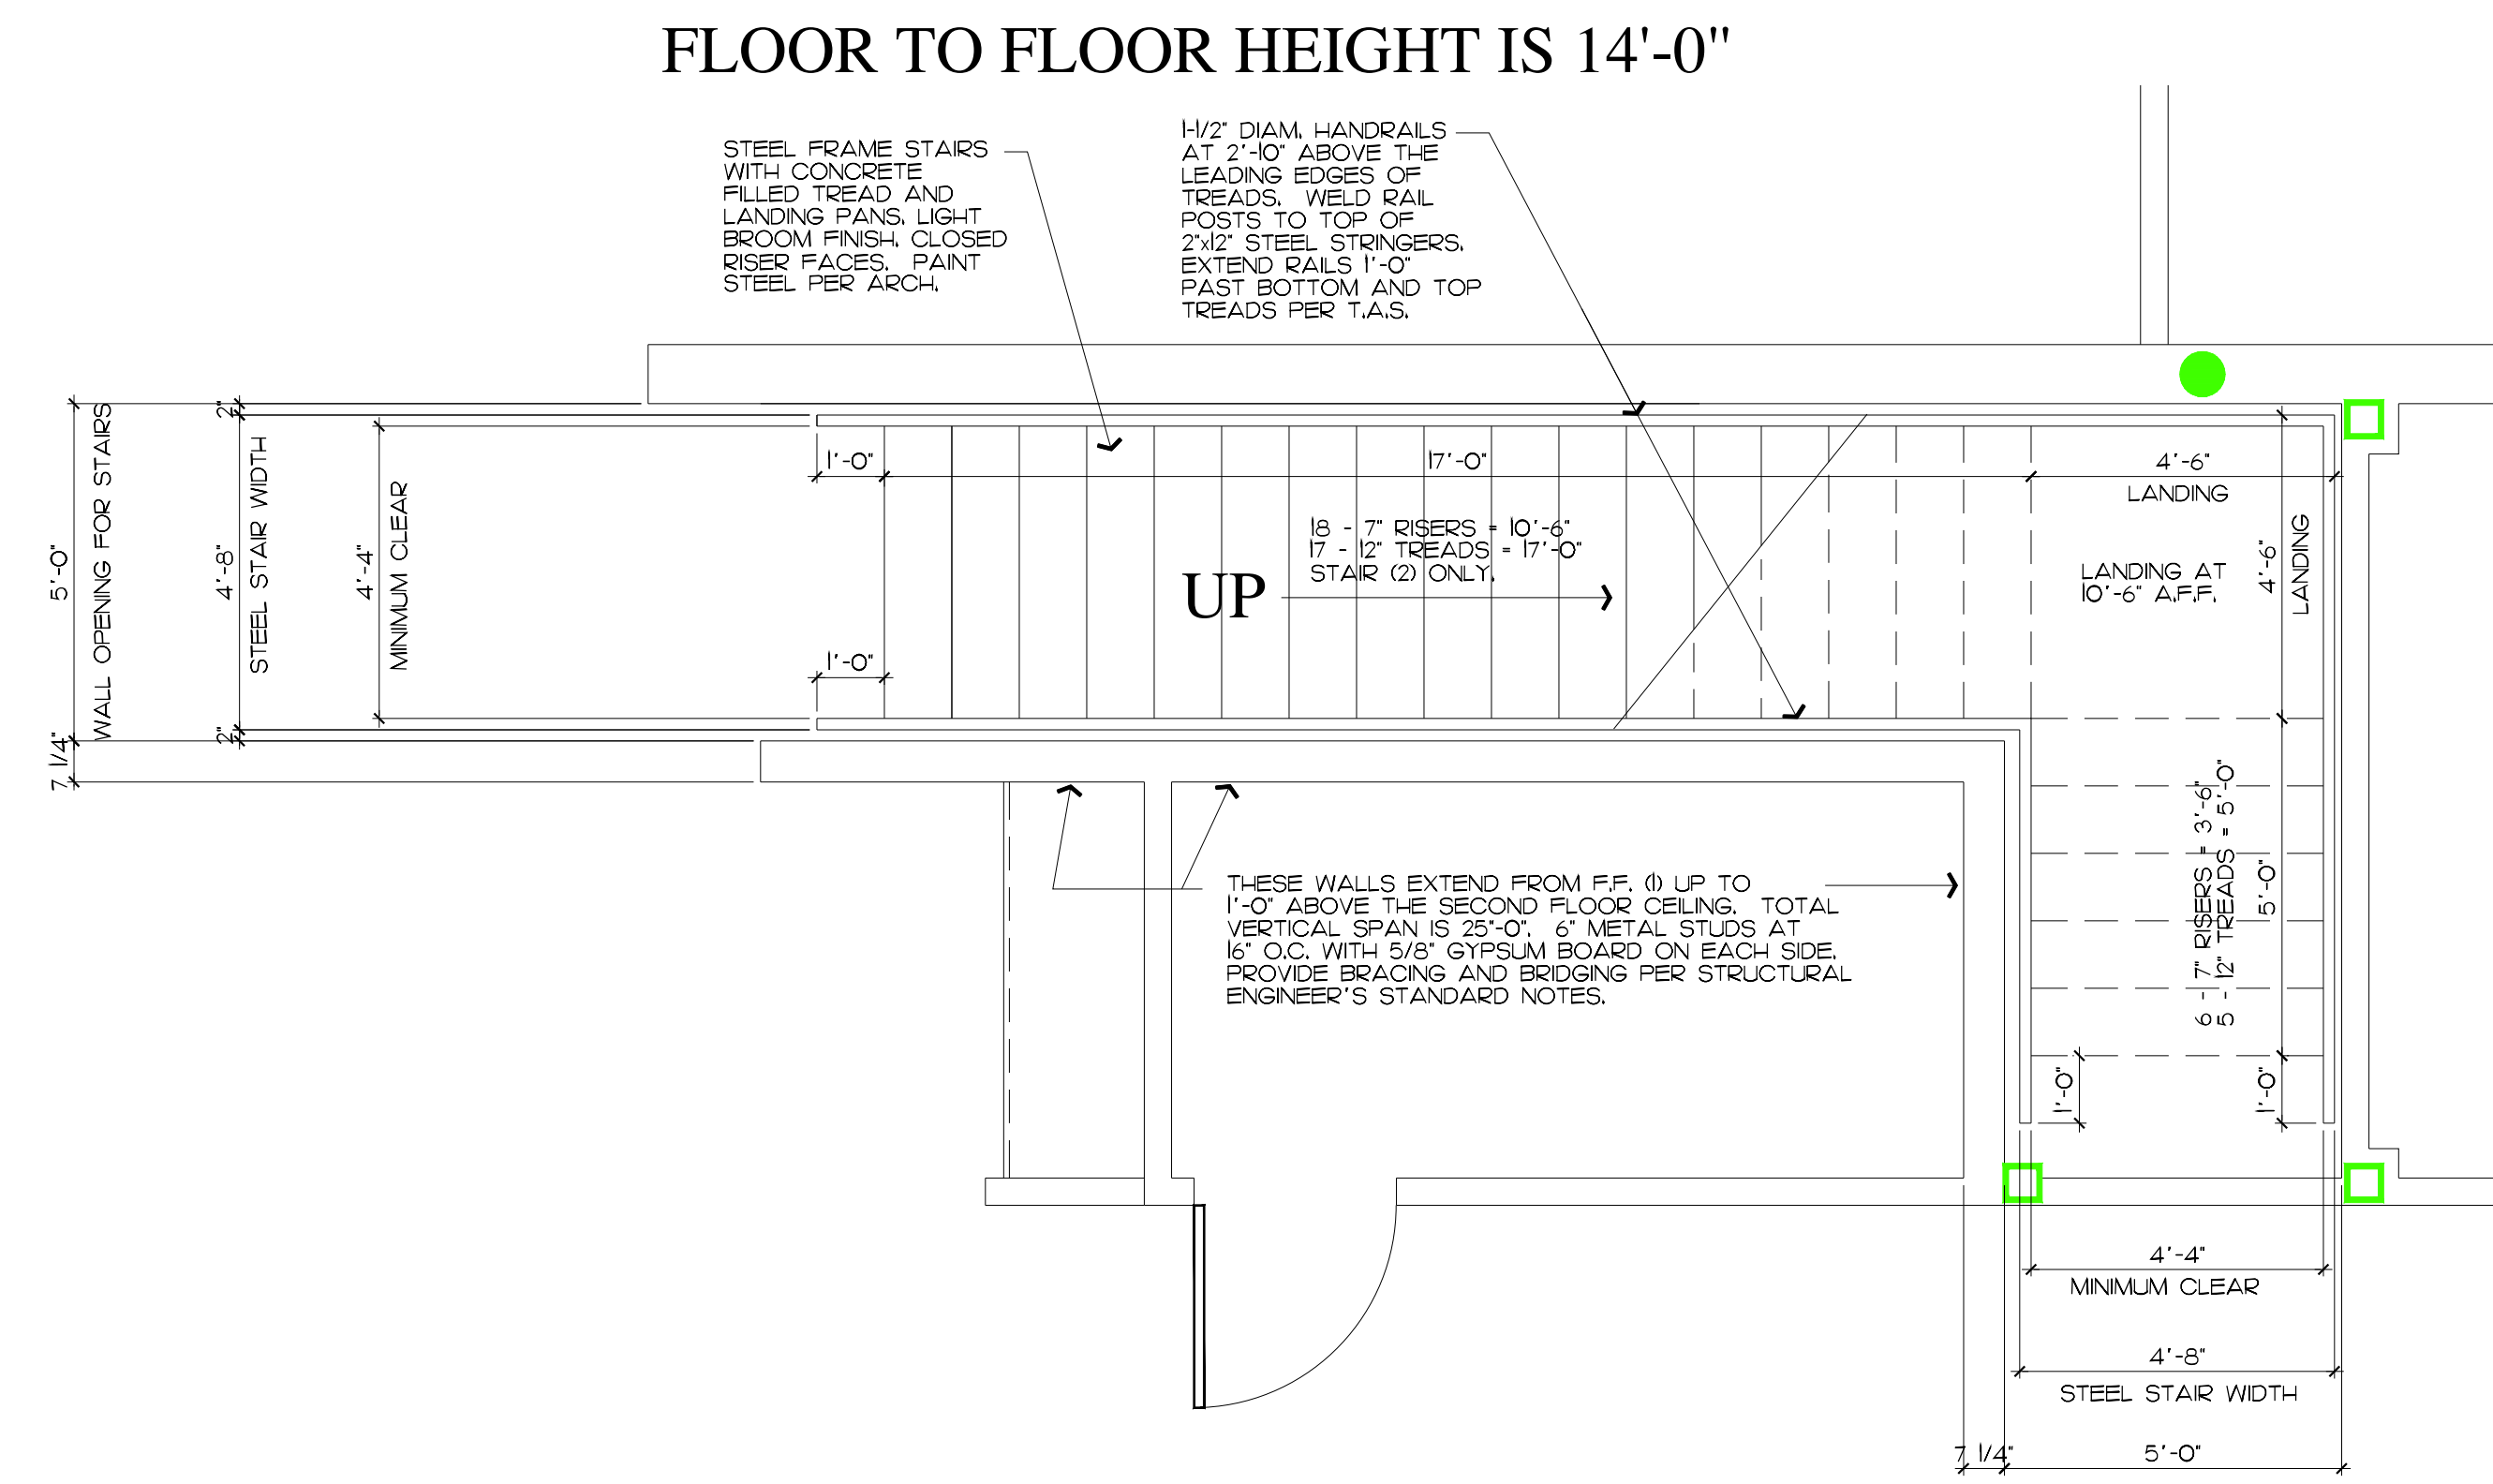 FLOOR TO FLOOR HEIGHT IS 14'-0"
STEEL FRAME STAIRS
WITH CONCRETE
FILLED TREAD AND
LANDING PANS. LIGHT
BROOM FINISH. CLOSED
RISER FACES.  PAINT
STEEL PER ARCH.
1-1/2" DIAM. HANDRAILS
AT 2'-10" ABOVE THE
LEADING EDGES OF
TREADS.  WELD RAIL
POSTS TO TOP OF
2"x12" STEEL STRINGERS.
EXTEND RAILS 1'-0"
PAST BOTTOM AND TOP
TREADS PER T.A.S.
5'-0"
WALL OPENING FOR STAIRS
7 1/4"
2"
4'-8"
STEEL STAIR WIDTH
2"
4'-4"
MINIMUM CLEAR
1'-0"
17'-0"
4'-6"
LANDING
18 - 7" RISERS = 10'-6"
17 - 12" TREADS = 17'-0"
STAIR (2) ONLY.
UP
1'-0"
LANDING AT
10'-6" A.F.F.
4'-6"
LANDING
6 - 7" RISERS = 3'-6"
5 - 12" TREADS = 5'-0"
5'-0"
1'-0"
1'-0"
THESE WALLS EXTEND FROM F.F. (1) UP TO
1'-0" ABOVE THE SECOND FLOOR CEILING.  TOTAL
VERTICAL SPAN IS 25"-0".  6" METAL STUDS AT
16" O.C. WITH 5/8" GYPSUM BOARD ON EACH SIDE.
PROVIDE BRACING AND BRIDGING PER STRUCTURAL
ENGINEER'S STANDARD NOTES.
4'-4"
MINIMUM CLEAR
4'-8"
STEEL STAIR WIDTH
7 1/4"
5'-0"